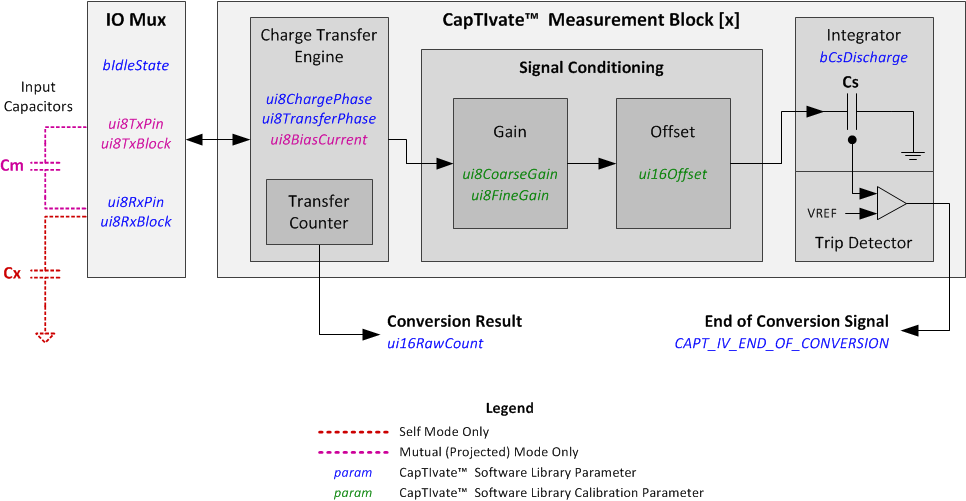 IO Mux
bIdleState
Input
Capacitors
ui8TxPin
ui8TxBlock
Cm
ui8RxPin
ui8RxBlock
Cx
CapTIvate™ Measurement Block [x]
Charge Transfer
Engine
ui8ChargePhase
ui8TransferPhase
ui8BiasCurrent
Transfer
Counter
Signal Conditioning
Gain
ui8CoarseGain
ui8FineGain
Offset
ui16Offset
Integrator
bCsDischarge
Cs
VREF
Trip Detector
Conversion Result
ui16RawCount
End of Conversion Signal
CAPT_IV_END_OF_CONVERSION
Legend
Self Mode Only
Mutual (Projected) Mode Only
param CapTIvate™ Software Library Parameter
param CapTIvate™ Software Library Calibration Parameter